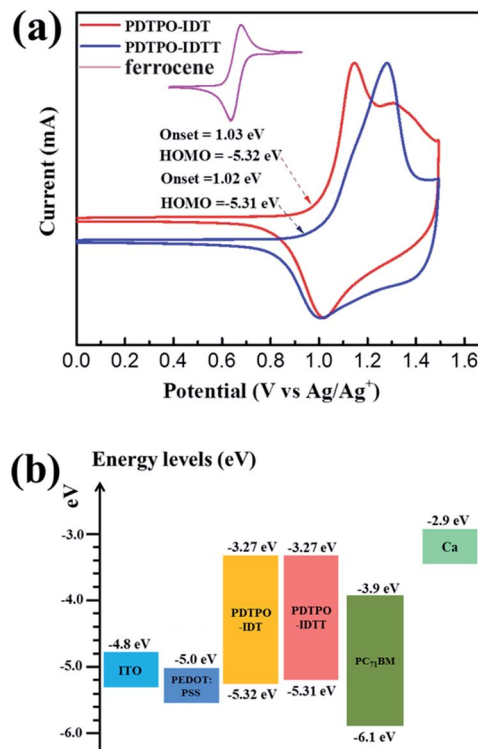 (a)
PDTPO-IDT
PDTPO-IDTT
ferrocene
Onset = 1.03 eV
HOMO = -5.32 eV
Onset =1.02 eV
HOMO =-5.31 eV
Current (mA)
0.0 0.2 0.4 0.6 0.8 1.0 1.2 1.4 1.6
Potential (V vs Ag/Ag⁺)
(b)
Energy levels (eV)
eV
-3.0
-4.0
-5.0
-6.0
-4.8 eV
ITO
-5.0 eV
PEDOT:
PSS
-3.27 eV
PDTPO
-IDT
-5.32 eV
-3.27 eV
PDTPO
-IDTT
-5.31 eV
-3.9 eV
PC₇₁BM
-6.1 eV
-2.9 eV
Ca